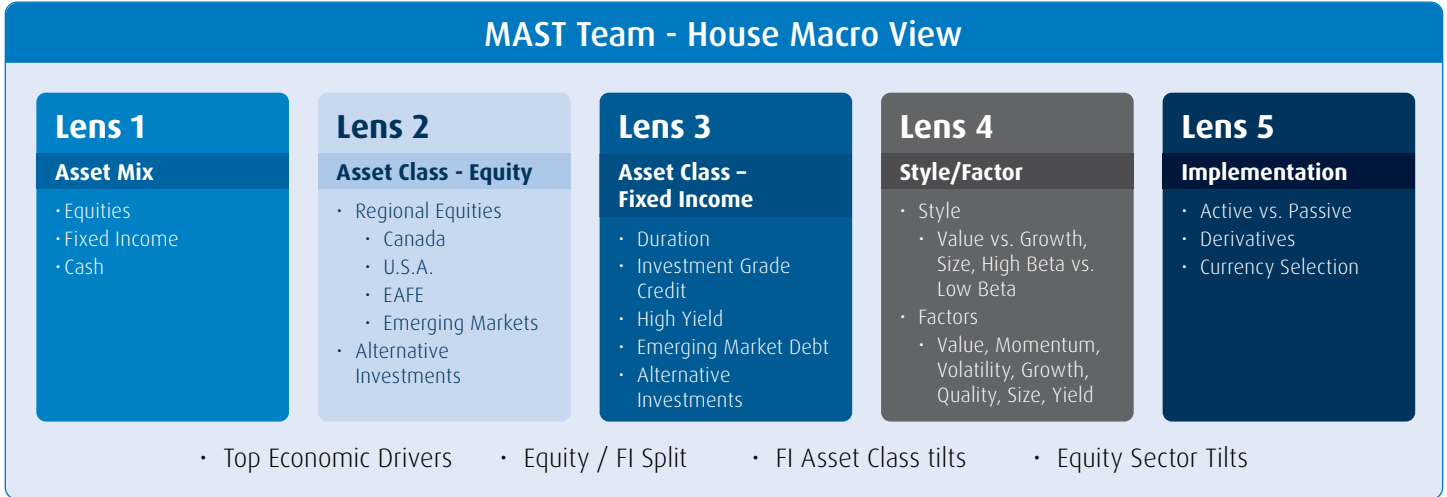 MAST Team - House Macro View
Lens 1
Asset Mix
· Equities
· Fixed Income
· Cash
Lens 2
Asset Class - Equity
· Regional Equities
· Canada
· U.S.A.
· EAFE
· Emerging Markets
· Alternative
Investments
Lens 3
Asset Class –
Fixed Income
· Duration
· Investment Grade
Credit
· High Yield
· Emerging Market Debt
· Alternative
Investments
Lens 4
Style/Factor
· Style
· Value vs. Growth,
Size, High Beta vs.
Low Beta
· Factors
· Value, Momentum,
Volatility, Growth,
Quality, Size, Yield
Lens 5
Implementation
· Active vs. Passive
· Derivatives
· Currency Selection
· Top Economic Drivers · Equity / FI Split · FI Asset Class tilts · Equity Sector Tilts